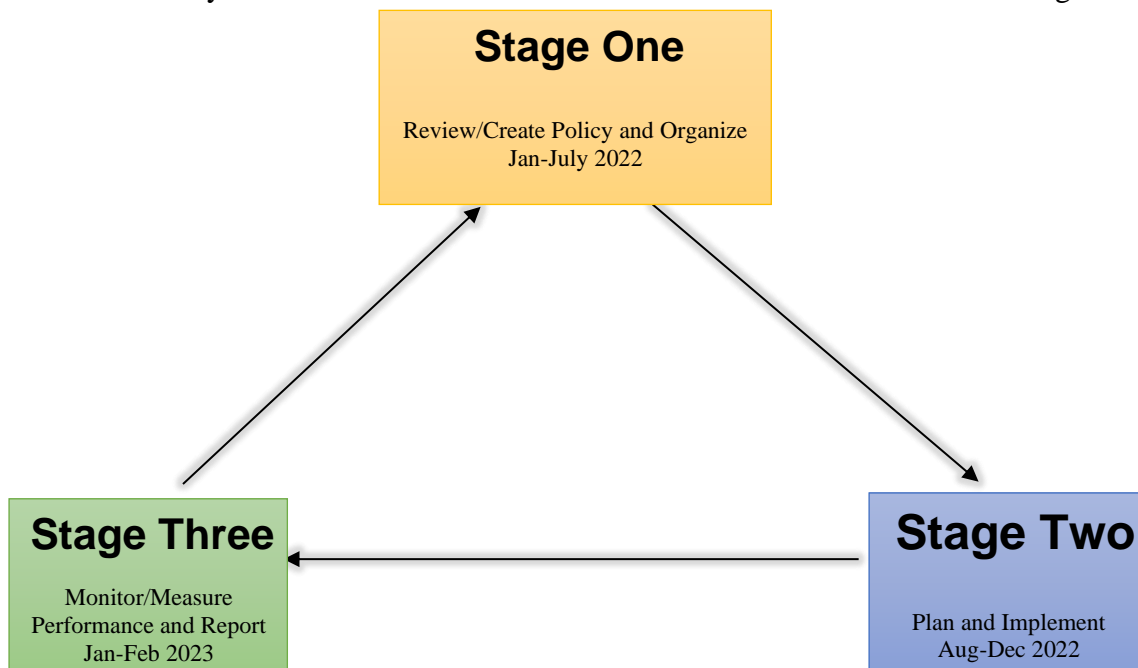 Stage One
Review/Create Policy and Organize
Jan-July 2022
Stage Three
Monitor/Measure
Performance and Report
Jan-Feb 2023
Stage Two
Plan and Implement
Aug-Dec 2022